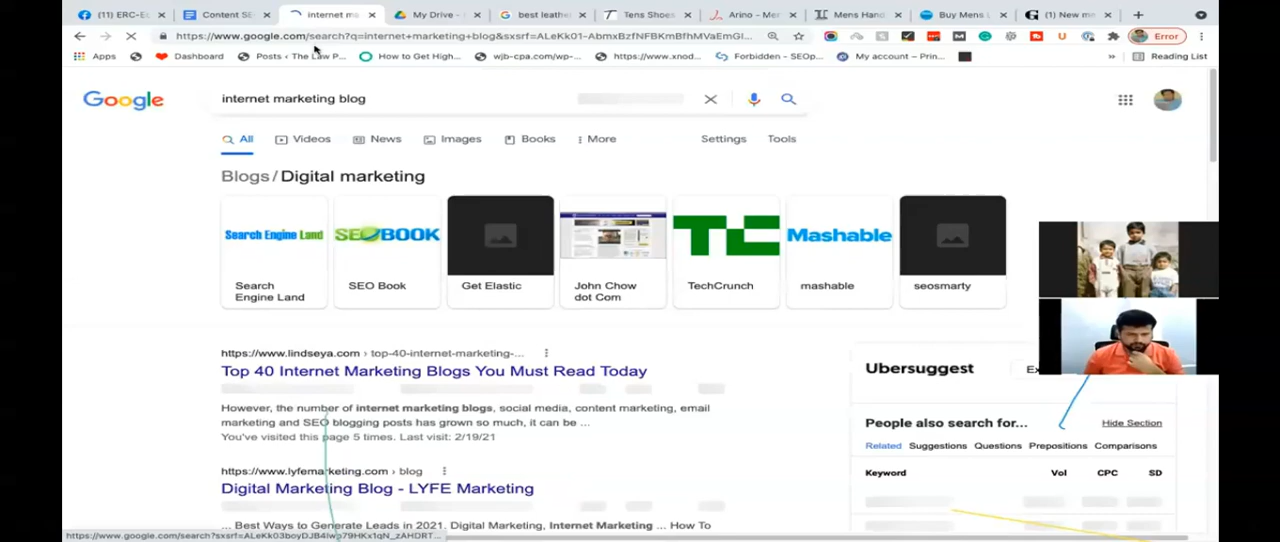 (11) ERC-Ec
Content SE
internet ma
My Drive -
best leathe
Tens Shoes
Arino - Mer
Mens Hand
Buy Mens L
(1) New me
https://www.google.com/search?q=internet+marketing+blog&sxsrf=ALeKk01-AbmxBzfNFBKmBfhMVaEmGl...
Error
Apps
Dashboard
Posts ‹ The Law P...
How to Get High...
wjb-cpa.com/wp-...
https://www.xnod...
Forbidden - SEOp...
My account – Prin...
»
Reading List
Google
internet marketing blog
All
Videos
News
Images
Books
More
Settings
Tools
Blogs / Digital marketing
Search Engine Land
SEOBOOK
TC
Mashable
Search Engine Land
SEO Book
Get Elastic
John Chow dot Com
TechCrunch
mashable
seosmarty
https://www.lindseya.com › top-40-internet-marketing-...
Top 40 Internet Marketing Blogs You Must Read Today
However, the number of internet marketing blogs, social media, content marketing, email
marketing and SEO blogging posts has grown so much, it can be ...
You've visited this page 5 times. Last visit: 2/19/21
https://www.lyfemarketing.com › blog
Digital Marketing Blog - LYFE Marketing
... Best Ways to Generate Leads in 2021. Digital Marketing, Internet Marketing ... How To
Ubersuggest
Ex
People also search for...
Hide Section
Related Suggestions Questions Prepositions Comparisons
Keyword Vol CPC SD